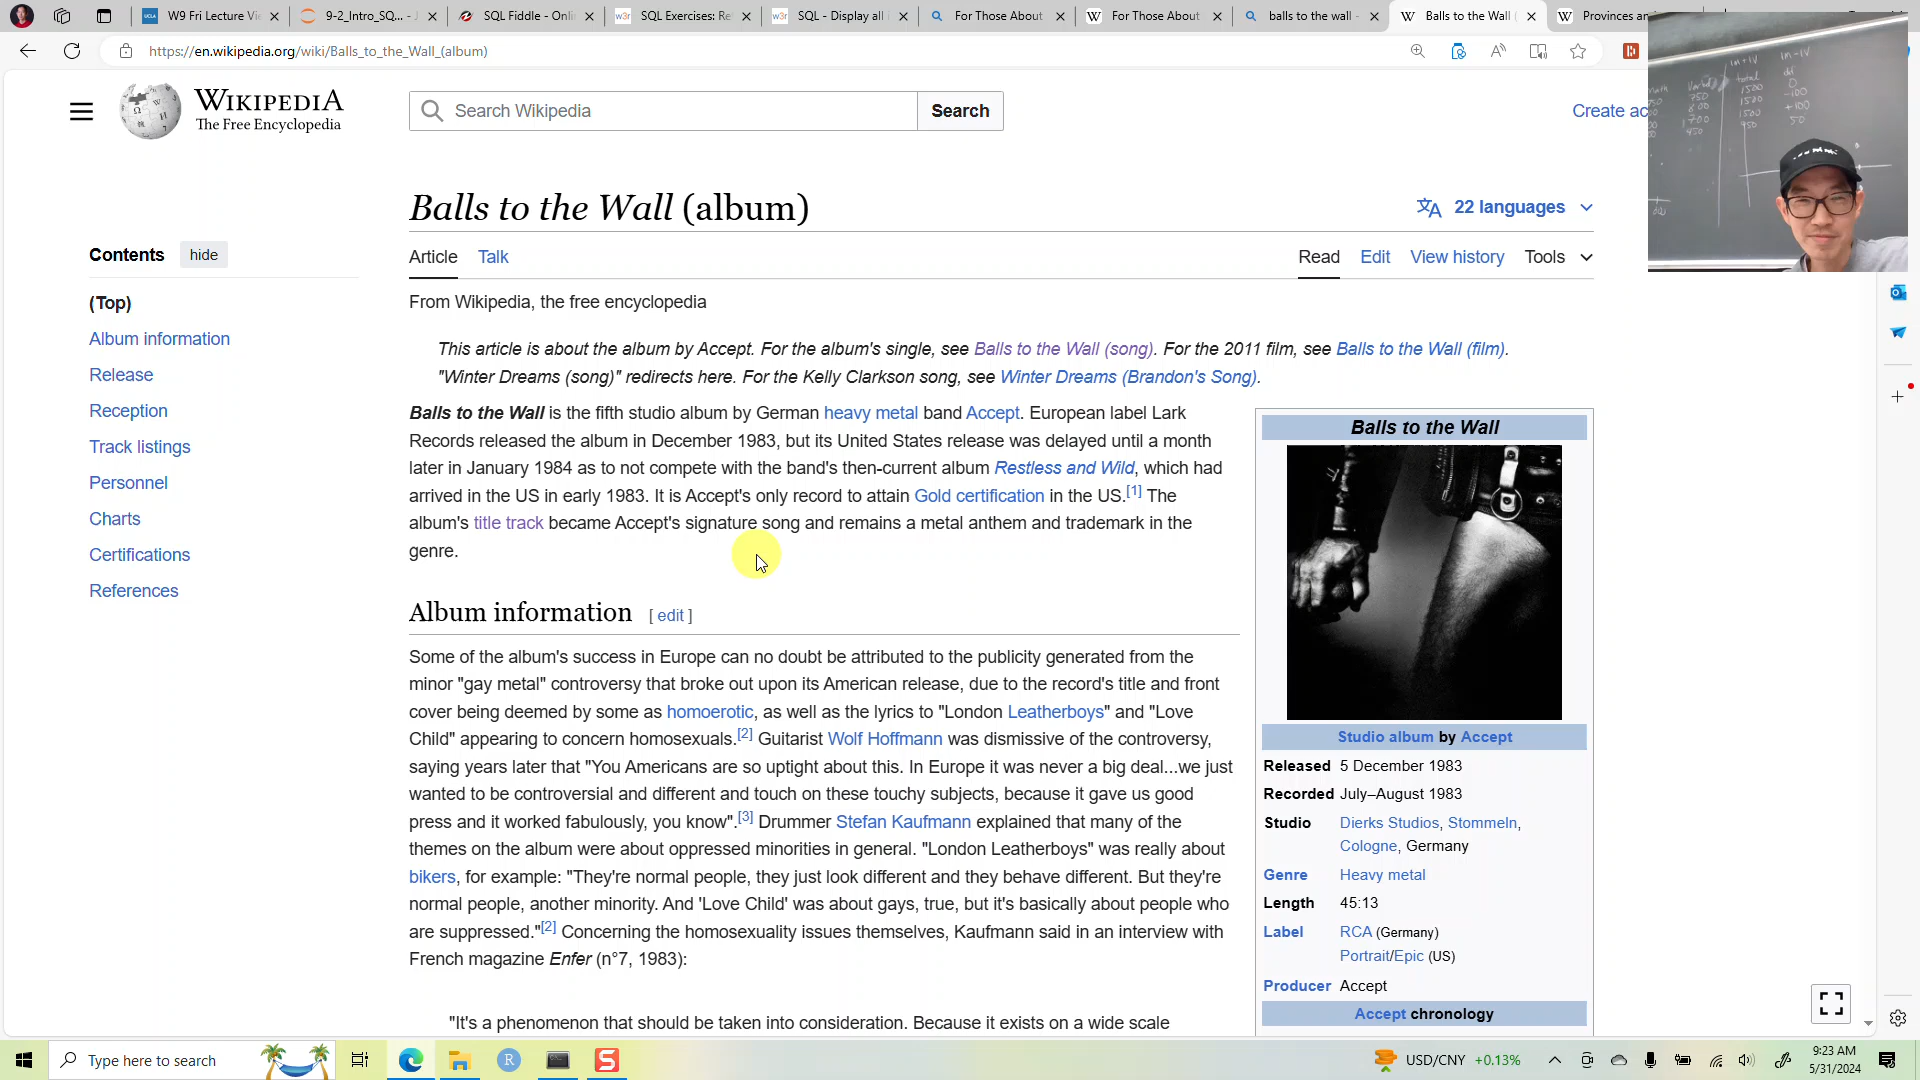 W9 Fri Lecture Vi
9-2_Intro_SQ... - J
SQL Fiddle - Onli
SQL Exercises: Re
SQL - Display all
For Those About
For Those About
balls to the wall -
Balls to the Wall (
Provinces an
https://en.wikipedia.org/wiki/Balls_to_the_Wall_(album)
WIKIPEDIA
The Free Encyclopedia
Search Wikipedia
Search
Create ac
Balls to the Wall (album)
22 languages
Contents
hide
(Top)
Album information
Release
Reception
Track listings
Personnel
Charts
Certifications
References
Article
Talk
Read
Edit
View history
Tools
From Wikipedia, the free encyclopedia
This article is about the album by Accept. For the album's single, see Balls to the Wall (song). For the 2011 film, see Balls to the Wall (film).
"Winter Dreams (song)" redirects here. For the Kelly Clarkson song, see Winter Dreams (Brandon's Song).
Balls to the Wall is the fifth studio album by German heavy metal band Accept. European label Lark
Records released the album in December 1983, but its United States release was delayed until a month
later in January 1984 as to not compete with the band's then-current album Restless and Wild, which had
arrived in the US in early 1983. It is Accept's only record to attain Gold certification in the US.[1] The
album's title track became Accept's signature song and remains a metal anthem and trademark in the
genre.
Album information [ edit ]
Some of the album's success in Europe can no doubt be attributed to the publicity generated from the
minor "gay metal" controversy that broke out upon its American release, due to the record's title and front
cover being deemed by some as homoerotic, as well as the lyrics to "London Leatherboys" and "Love
Child" appearing to concern homosexuals.[2] Guitarist Wolf Hoffmann was dismissive of the controversy,
saying years later that "You Americans are so uptight about this. In Europe it was never a big deal...we just
wanted to be controversial and different and touch on these touchy subjects, because it gave us good
press and it worked fabulously, you know".[3] Drummer Stefan Kaufmann explained that many of the
themes on the album were about oppressed minorities in general. "London Leatherboys" was really about
bikers, for example: "They're normal people, they just look different and they behave different. But they're
normal people, another minority. And 'Love Child' was about gays, true, but it's basically about people who
are suppressed."[2] Concerning the homosexuality issues themselves, Kaufmann said in an interview with
French magazine Enfer (n°7, 1983):
"It's a phenomenon that should be taken into consideration. Because it exists on a wide scale
Balls to the Wall
Studio album by Accept
Released 5 December 1983
Recorded July–August 1983
Studio Dierks Studios, Stommeln,
Cologne, Germany
Genre Heavy metal
Length 45:13
Label RCA (Germany)
Portrait/Epic (US)
Producer Accept
Accept chronology
total
1500
1500
1500
950
0
-100
+100
50
750
800
700
950
Type here to search
USD/CNY +0.13%
9:23 AM
5/31/2024